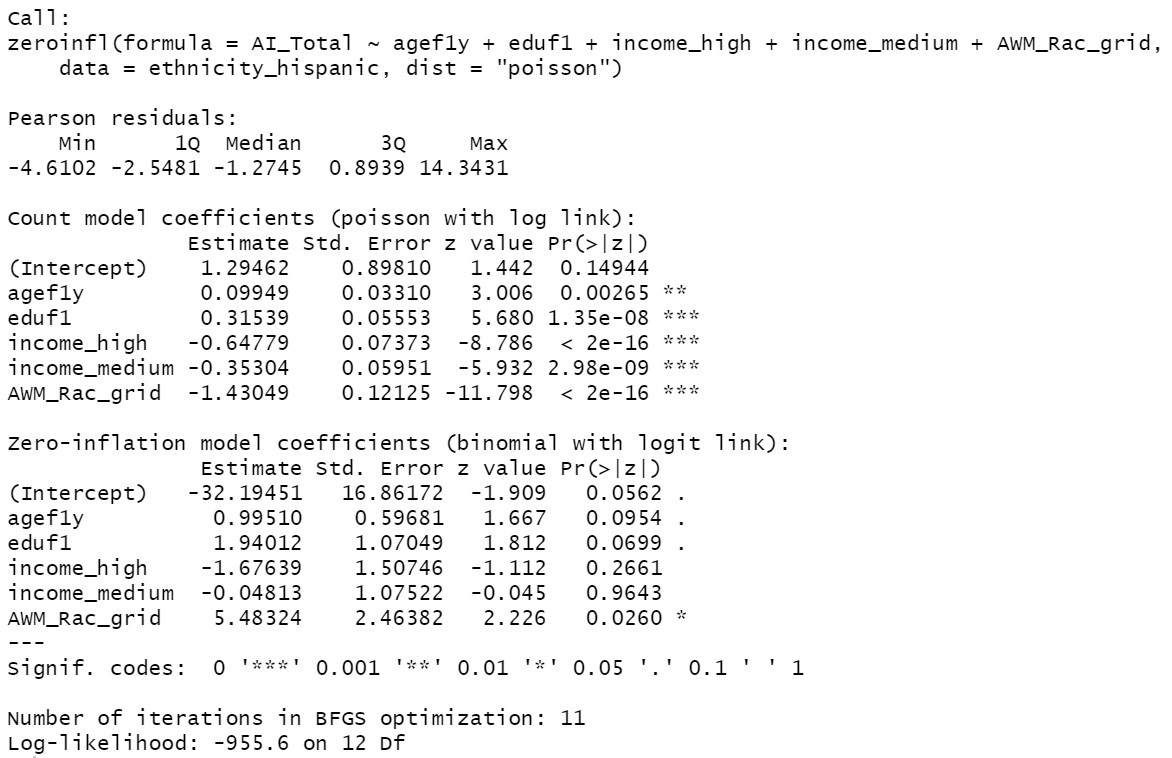 Call:
zeroinfl(formula = AI_Total ~ agef1y + eduf1 + income_high + income_medium + AWM_Rac_grid,
    data = ethnicity_hispanic, dist = "poisson")

Pearson residuals:
    Min      1Q  Median      3Q     Max
-4.6102 -2.5481 -1.2745  0.8939 14.3431

Count model coefficients (poisson with log link):
              Estimate Std. Error z value Pr(>|z|)
(Intercept)    1.29462    0.89810   1.442  0.14944
agef1y         0.09949    0.03310   3.006  0.00265 **
eduf1          0.31539    0.05553   5.680 1.35e-08 ***
income_high   -0.64779    0.07373  -8.786  < 2e-16 ***
income_medium -0.35304    0.05951  -5.932 2.98e-09 ***
AWM_Rac_grid  -1.43049    0.12125 -11.798  < 2e-16 ***

Zero-inflation model coefficients (binomial with logit link):
               Estimate Std. Error z value Pr(>|z|)
(Intercept)   -32.19451   16.86172  -1.909   0.0562 .
agef1y          0.99510    0.59681   1.667   0.0954 .
eduf1           1.94012    1.07049   1.812   0.0699 .
income_high    -1.67639    1.50746  -1.112   0.2661
income_medium  -0.04813    1.07522  -0.045   0.9643
AWM_Rac_grid    5.48324    2.46382   2.226   0.0260 *
---
Signif. codes:  0 '***' 0.001 '**' 0.01 '*' 0.05 '.' 0.1 ' ' 1

Number of iterations in BFGS optimization: 11
Log-likelihood: -955.6 on 12 Df